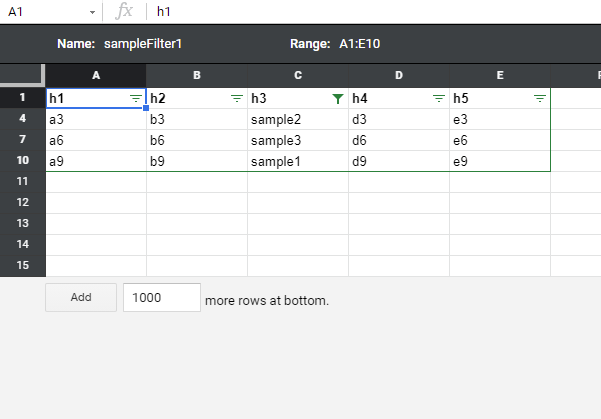 A1 fx h1
Name: sampleFilter1 Range: A1:E10
A B C D E
1 h1 h2 h3 h4 h5
4 a3 b3 sample2 d3 e3
7 a6 b6 sample3 d6 e6
10 a9 b9 sample1 d9 e9
11
12
13
14
15
Add 1000 more rows at bottom.